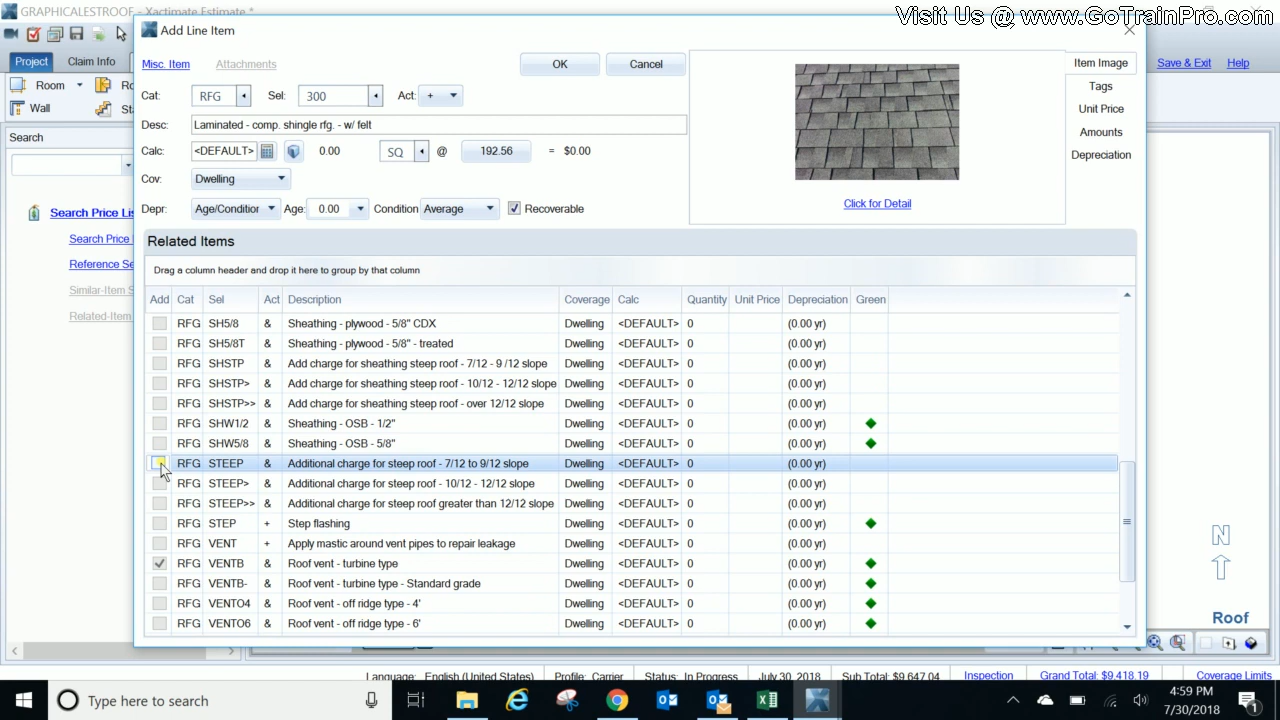 GRAPHICALESTROOF - Xactimate Estimate *
Visit Us @ www.GoTrainPro.com
Add Line Item
Project
Claim Info
Misc. Item
Attachments
OK
Cancel
Item Image
Save & Exit
Help
Room
Cat: RFG Sel: 300 Act: +
Tags
Wall
Desc: Laminated - comp. shingle rfg. - w/ felt
Unit Price
Amounts
Search
Calc: <DEFAULT> 0.00 SQ @ 192.56 = $0.00
Depreciation
Cov: Dwelling
Click for Detail
Depr: Age/Condition Age: 0.00 Condition Average Recoverable
Search Price Lis
Search Price
Reference Se
Similar-Item S
Related-Item
Related Items
Drag a column header and drop it here to group by that column
Add Cat Sel Act Description Coverage Calc Quantity Unit Price Depreciation Green
RFG SH5/8 & Sheathing - plywood - 5/8" CDX Dwelling <DEFAULT> 0 (0.00 yr)
RFG SH5/8T & Sheathing - plywood - 5/8" - treated Dwelling <DEFAULT> 0 (0.00 yr)
RFG SHSTP & Add charge for sheathing steep roof - 7/12 - 9 /12 slope Dwelling <DEFAULT> 0 (0.00 yr)
RFG SHSTP> & Add charge for sheathing steep roof - 10/12 - 12/12 slope Dwelling <DEFAULT> 0 (0.00 yr)
RFG SHSTP>> & Add charge for sheathing steep roof - over 12/12 slope Dwelling <DEFAULT> 0 (0.00 yr)
RFG SHW1/2 & Sheathing - OSB - 1/2" Dwelling <DEFAULT> 0 (0.00 yr)
RFG SHW5/8 & Sheathing - OSB - 5/8" Dwelling <DEFAULT> 0 (0.00 yr)
RFG STEEP & Additional charge for steep roof - 7/12 to 9/12 slope Dwelling <DEFAULT> 0 (0.00 yr)
RFG STEEP> & Additional charge for steep roof - 10/12 - 12/12 slope Dwelling <DEFAULT> 0 (0.00 yr)
RFG STEEP>> & Additional charge for steep roof greater than 12/12 slope Dwelling <DEFAULT> 0 (0.00 yr)
RFG STEP + Step flashing Dwelling <DEFAULT> 0 (0.00 yr)
RFG VENT + Apply mastic around vent pipes to repair leakage Dwelling <DEFAULT> 0 (0.00 yr)
RFG VENTB & Roof vent - turbine type Dwelling <DEFAULT> 0 (0.00 yr)
RFG VENTB- & Roof vent - turbine type - Standard grade Dwelling <DEFAULT> 0 (0.00 yr)
RFG VENTO4 & Roof vent - off ridge type - 4' Dwelling <DEFAULT> 0 (0.00 yr)
RFG VENTO6 & Roof vent - off ridge type - 6' Dwelling <DEFAULT> 0 (0.00 yr)
N
Roof
Language: English (United States) Profile: Carrier Status: In Progress July 30, 2018 Sub Total: $9,647.04 Inspection Grand Total: $9,418.19 Coverage Limits
Type here to search
4:59 PM
7/30/2018
1